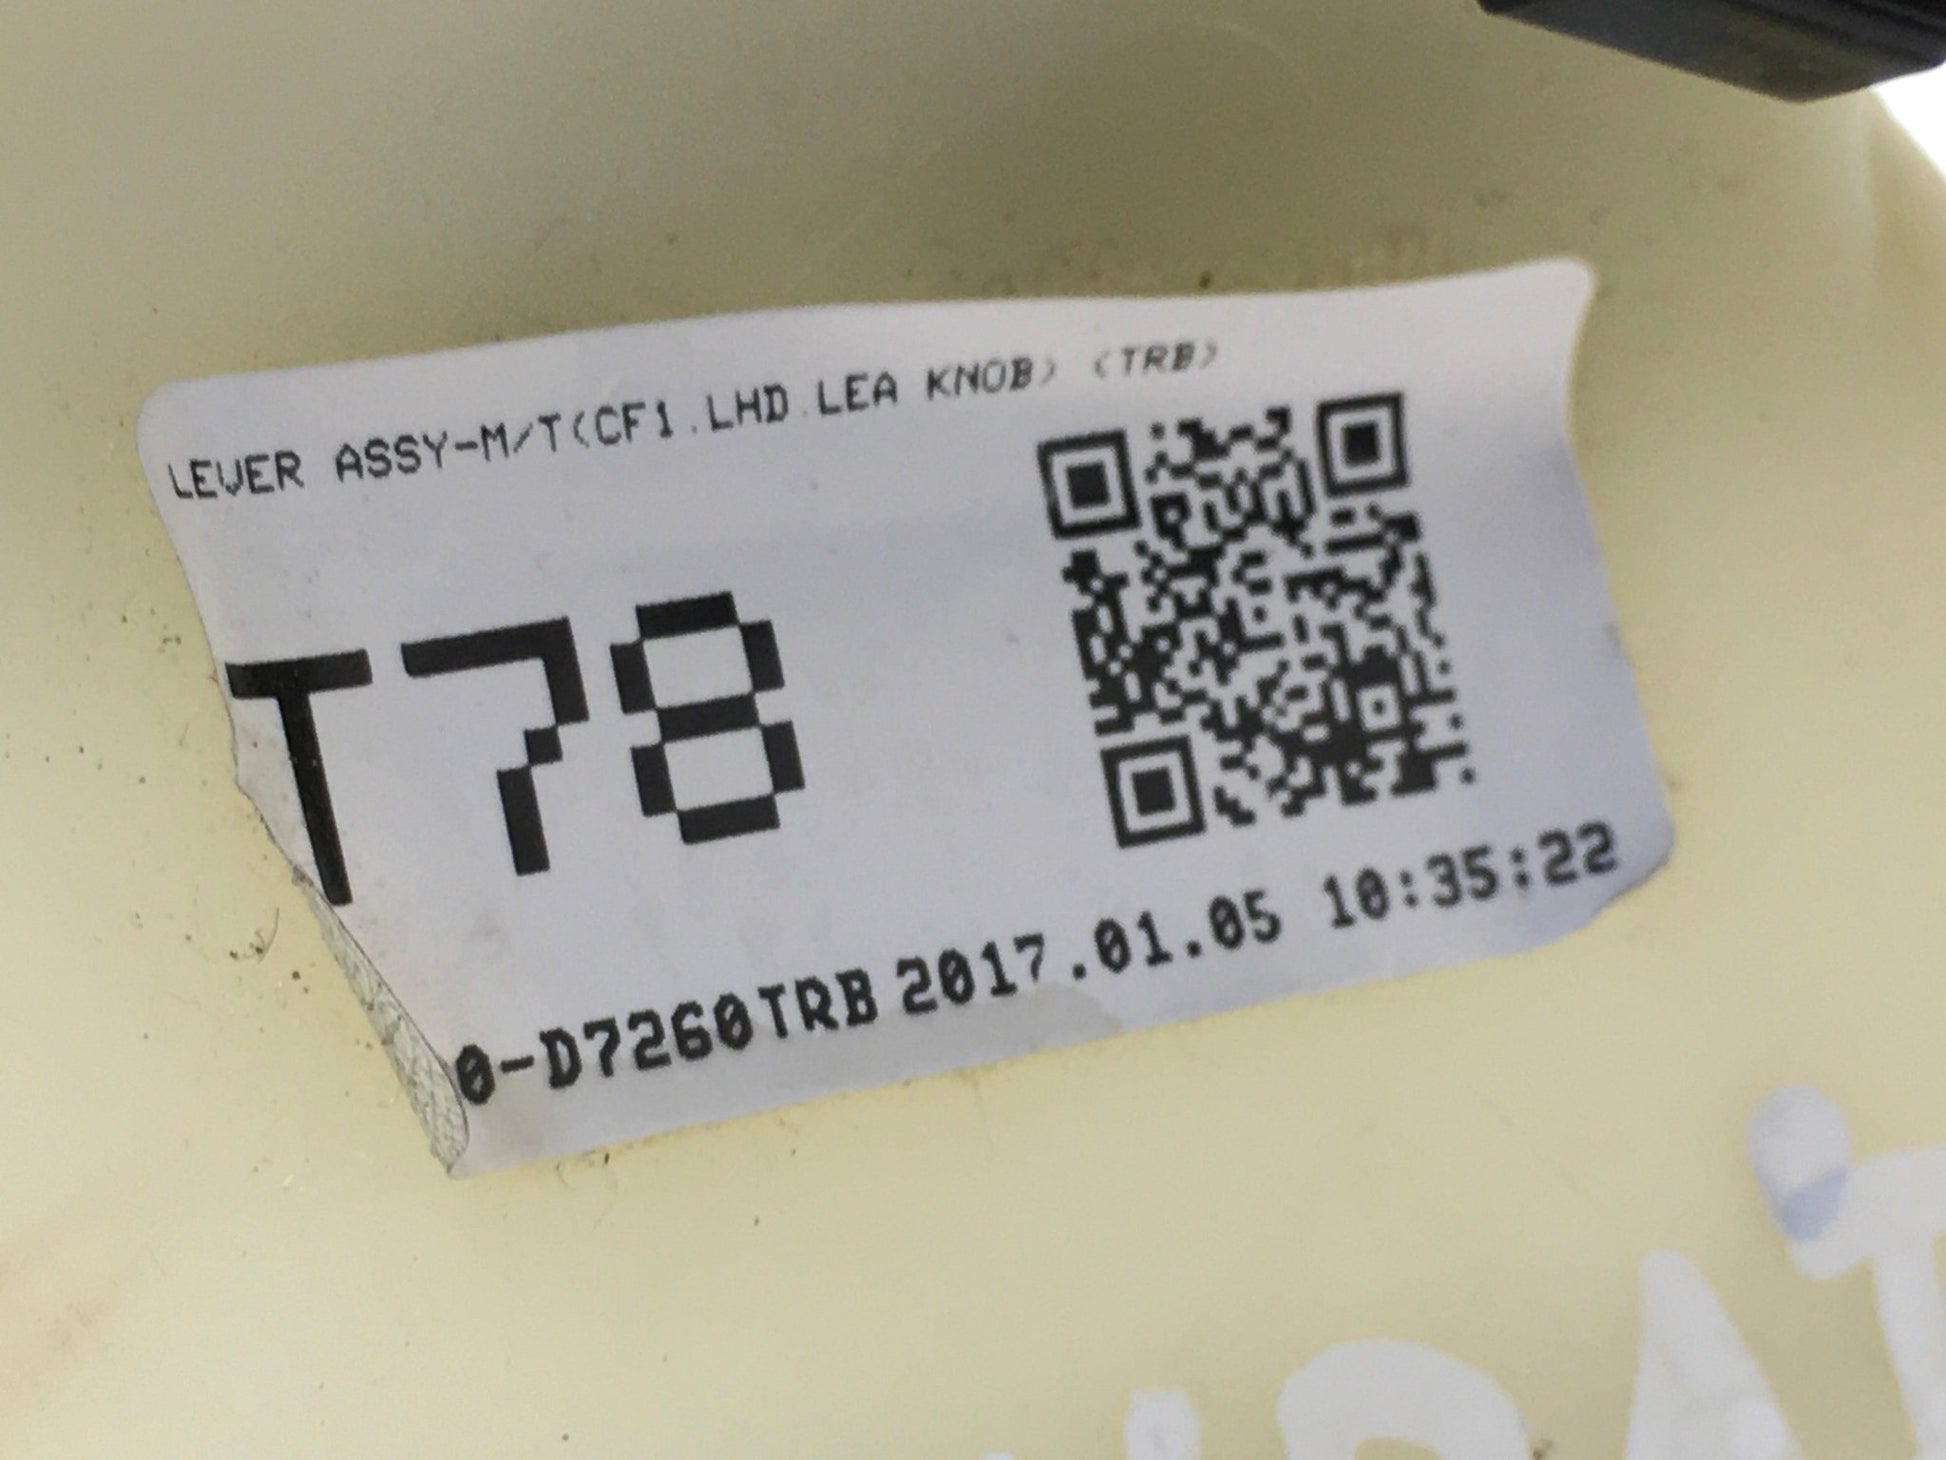 LEVER ASSY-M/T(CF1.LHD.LEA KNOB) (TRB)
T78
0-D7260TRB 2017.01.05 10:35:22